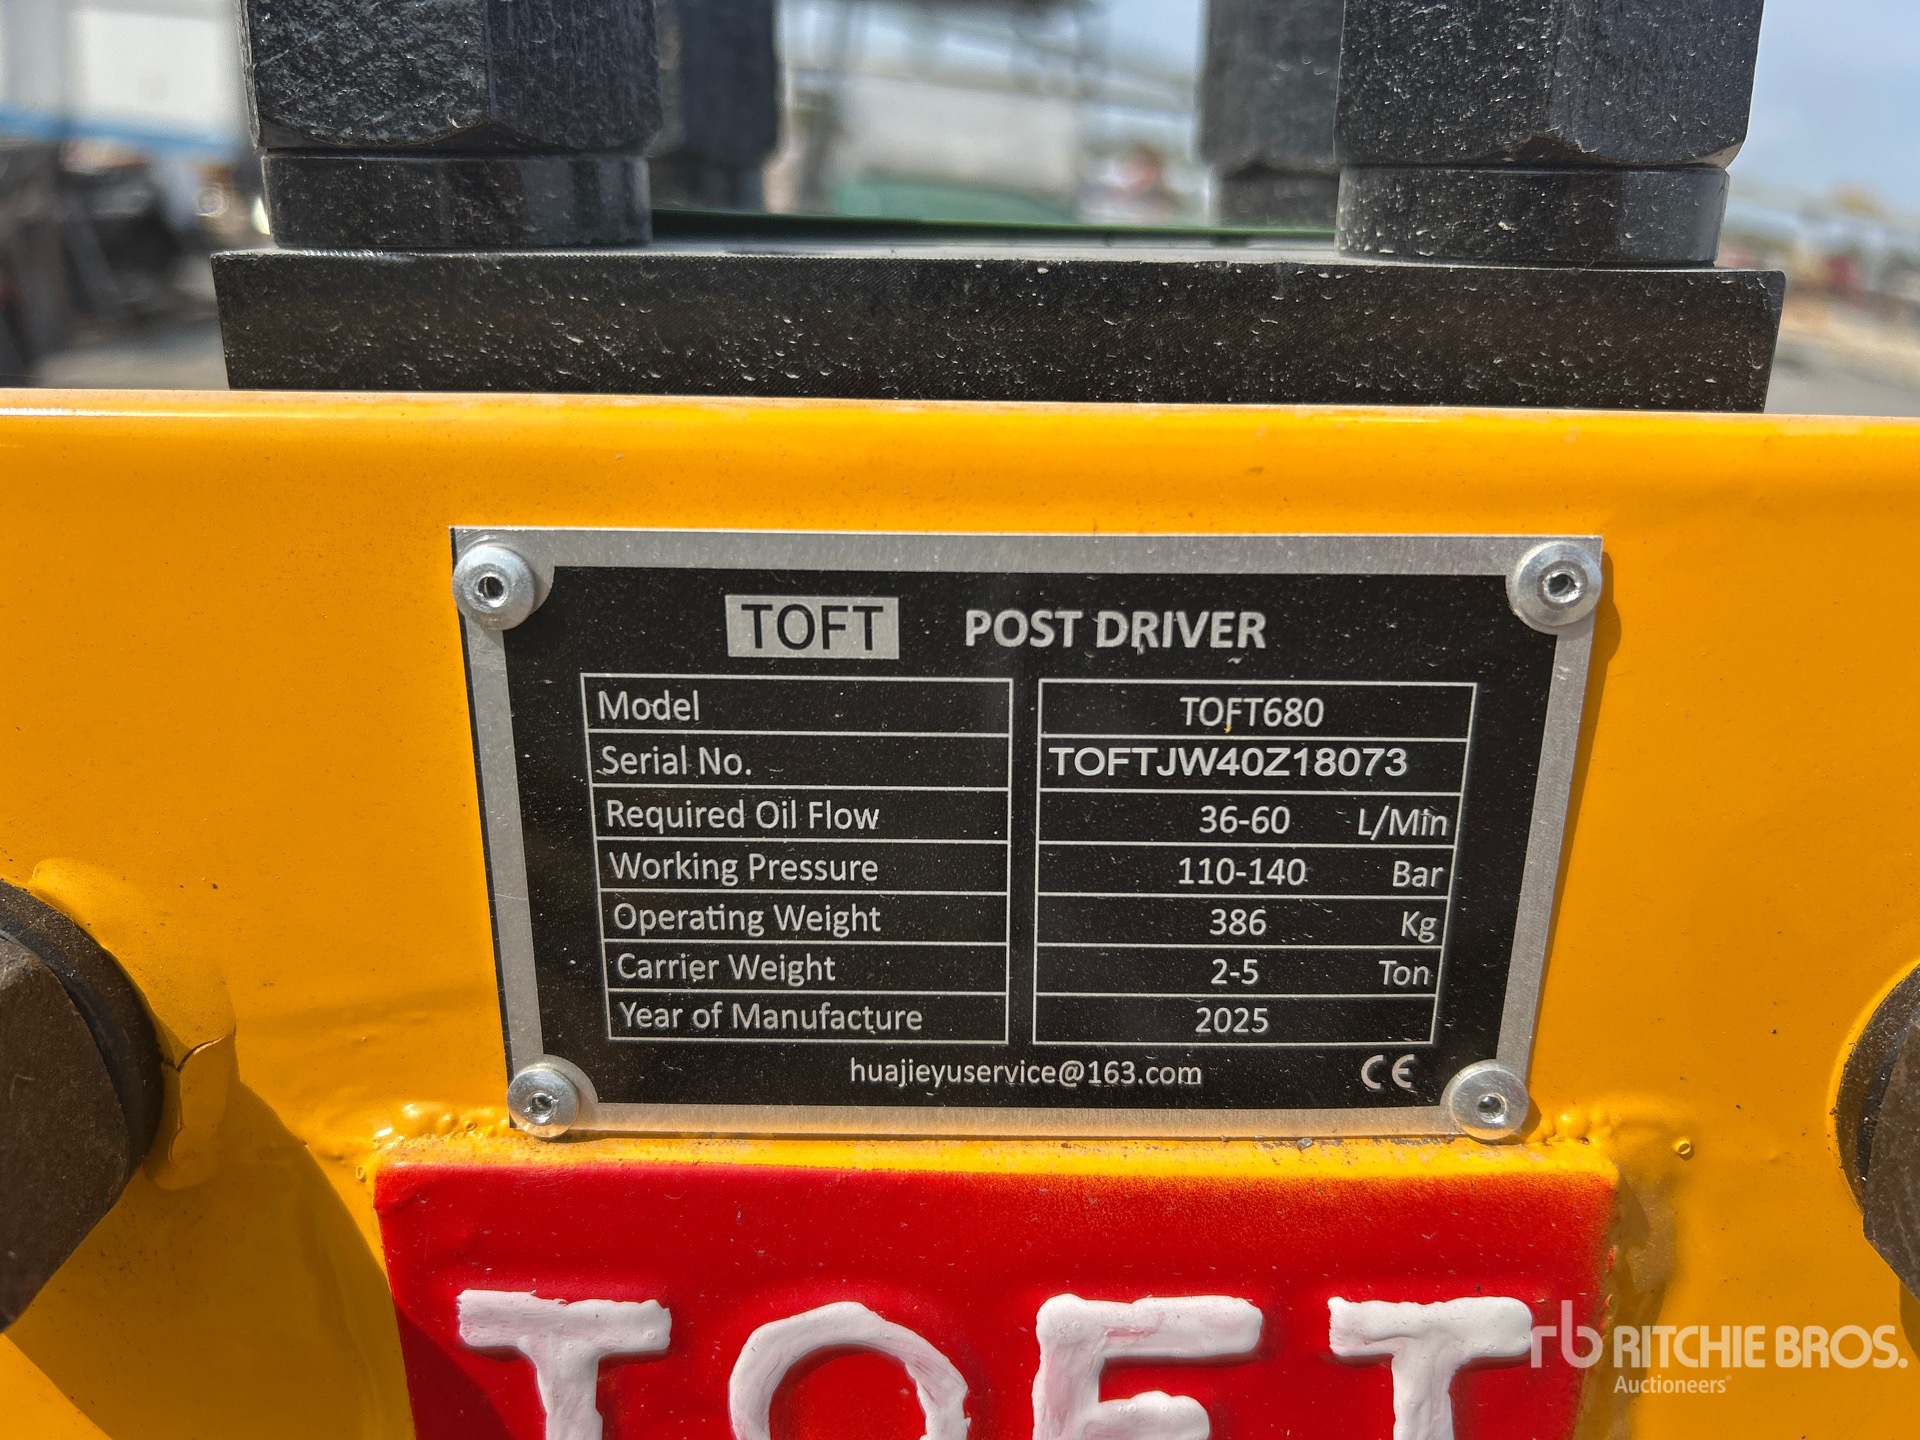 TOFT POST DRIVER
Model TOFT680
Serial No. TOFTJW40Z18073
Required Oil Flow 36-60 L/Min
Working Pressure 110-140 Bar
Operating Weight 386 Kg
Carrier Weight 2-5 Ton
Year of Manufacture 2025
huajieyuservice@163.com CE
TOFT
rb RITCHIE BROS.
Auctioneers